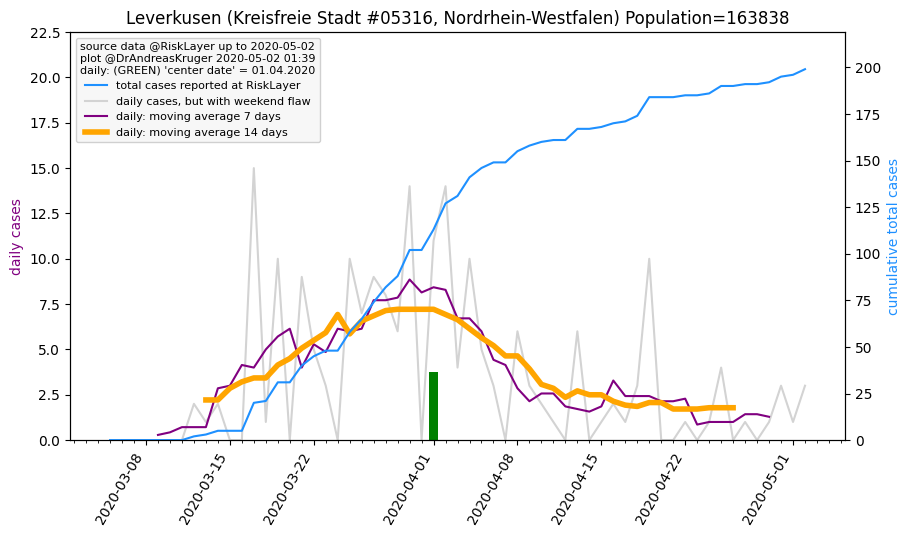 Leverkusen (Kreisfreie Stadt #05316, Nordrhein-Westfalen) Population=163838
source data @RiskLayer up to 2020-05-02
plot @DrAndreasKruger 2020-05-02 01:39
daily: (GREEN) 'center date' = 01.04.2020
total cases reported at RiskLayer
daily cases, but with weekend flaw
daily: moving average 7 days
daily: moving average 14 days
daily cases
22.5
20.0
17.5
15.0
12.5
10.0
7.5
5.0
2.5
0.0
200
175
150
125
100
75
50
25
0
cumulative total cases
2020-03-08
2020-03-15
2020-03-22
2020-04-01
2020-04-08
2020-04-15
2020-04-22
2020-05-01